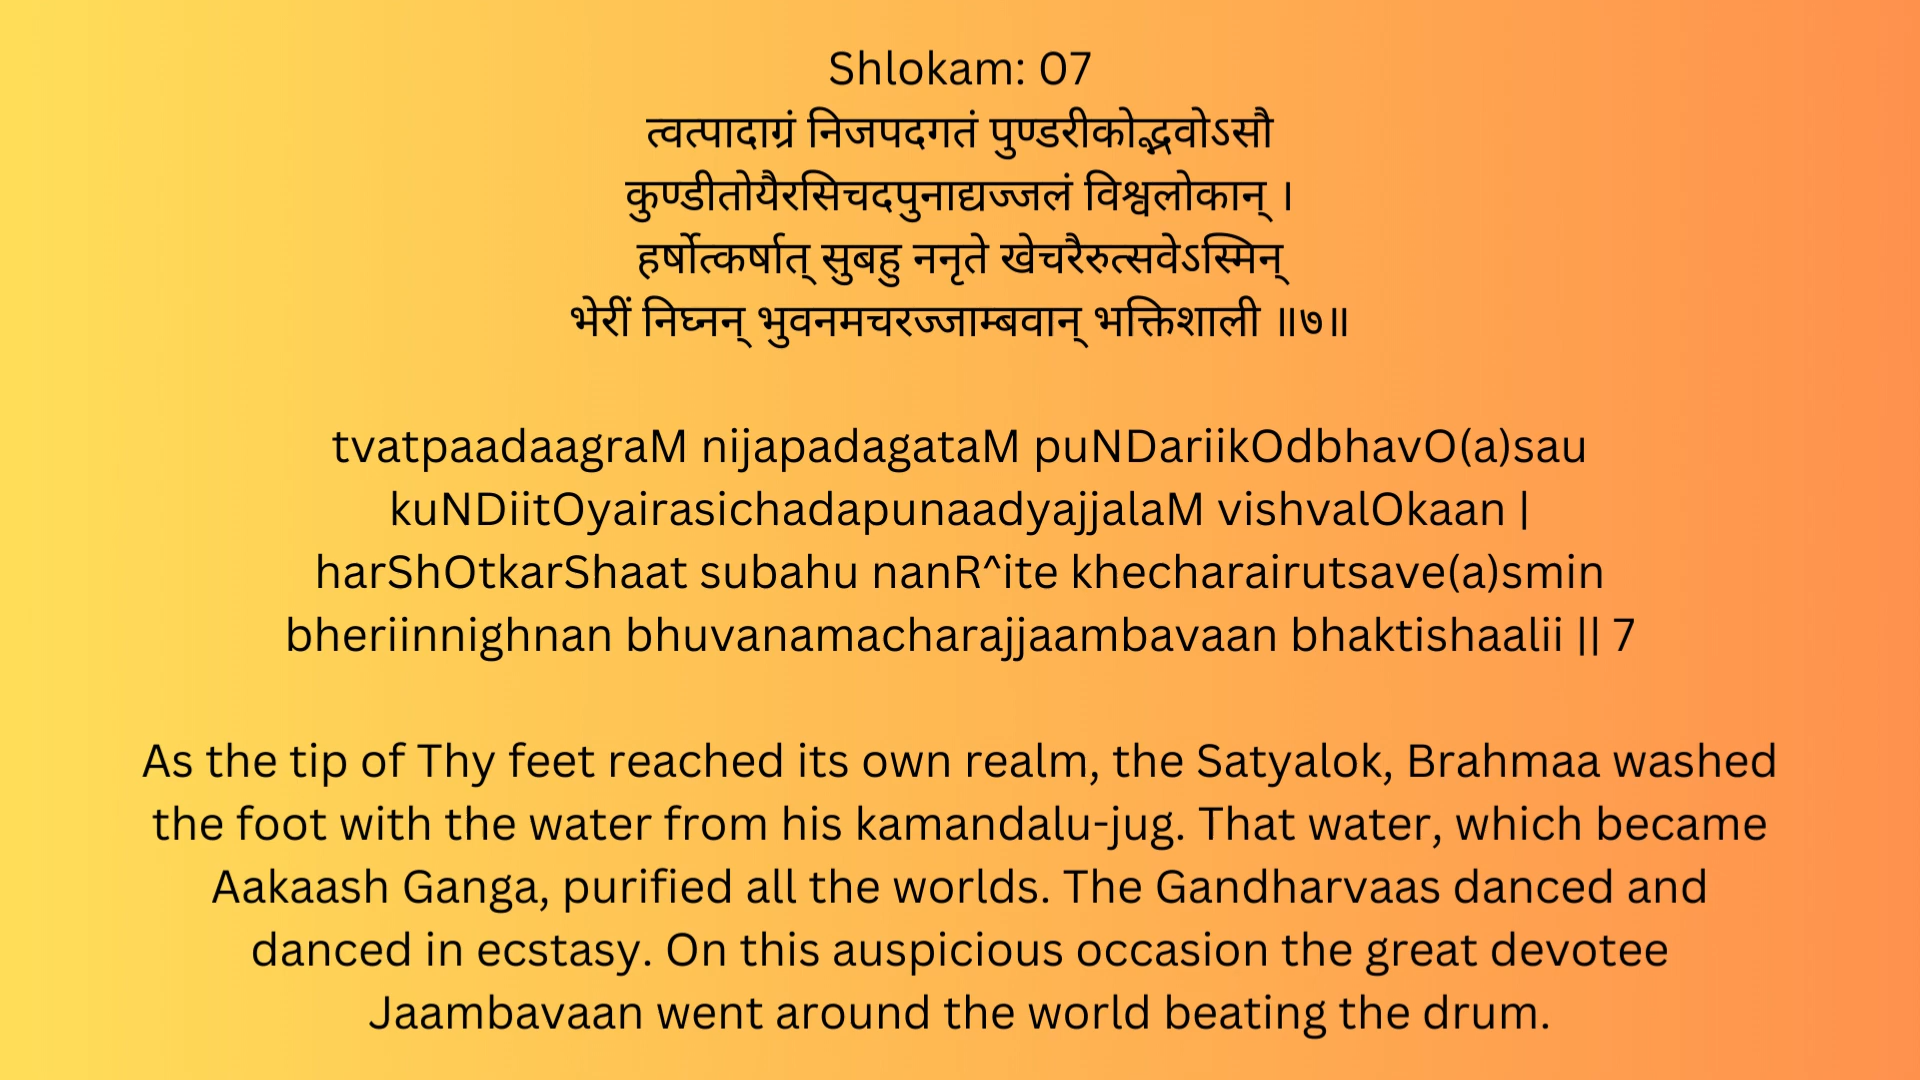 Shlokam: 07
त्वत्पादाग्रं निजपदगतं पुण्डरीकोद्भवोऽसौ
कुण्डीतोयैरसिचदपुनाद्यज्जलं विश्वलोकान् ।
हर्षोत्कर्षात् सुबहु ननृते खेचरैरुत्सवेऽस्मिन्
भेरीं निघ्नन् भुवनमचरज्जाम्बवान् भक्तिशाली ॥७॥
tvatpaadaagraM nijapadagataM puNDariikOdbhavO(a)sau
kuNDiitOyairasichadapunaadyajjalaM vishvalOkaan |
harShOtkarShaat subahu nanR^ite khecharairutsave(a)smin
bheriinnighnan bhuvanamacharajjaambavaan bhaktishaalii || 7
As the tip of Thy feet reached its own realm, the Satyalok, Brahmaa washed
the foot with the water from his kamandalu-jug. That water, which became
Aakaash Ganga, purified all the worlds. The Gandharvaas danced and
danced in ecstasy. On this auspicious occasion the great devotee
Jaambavaan went around the world beating the drum.